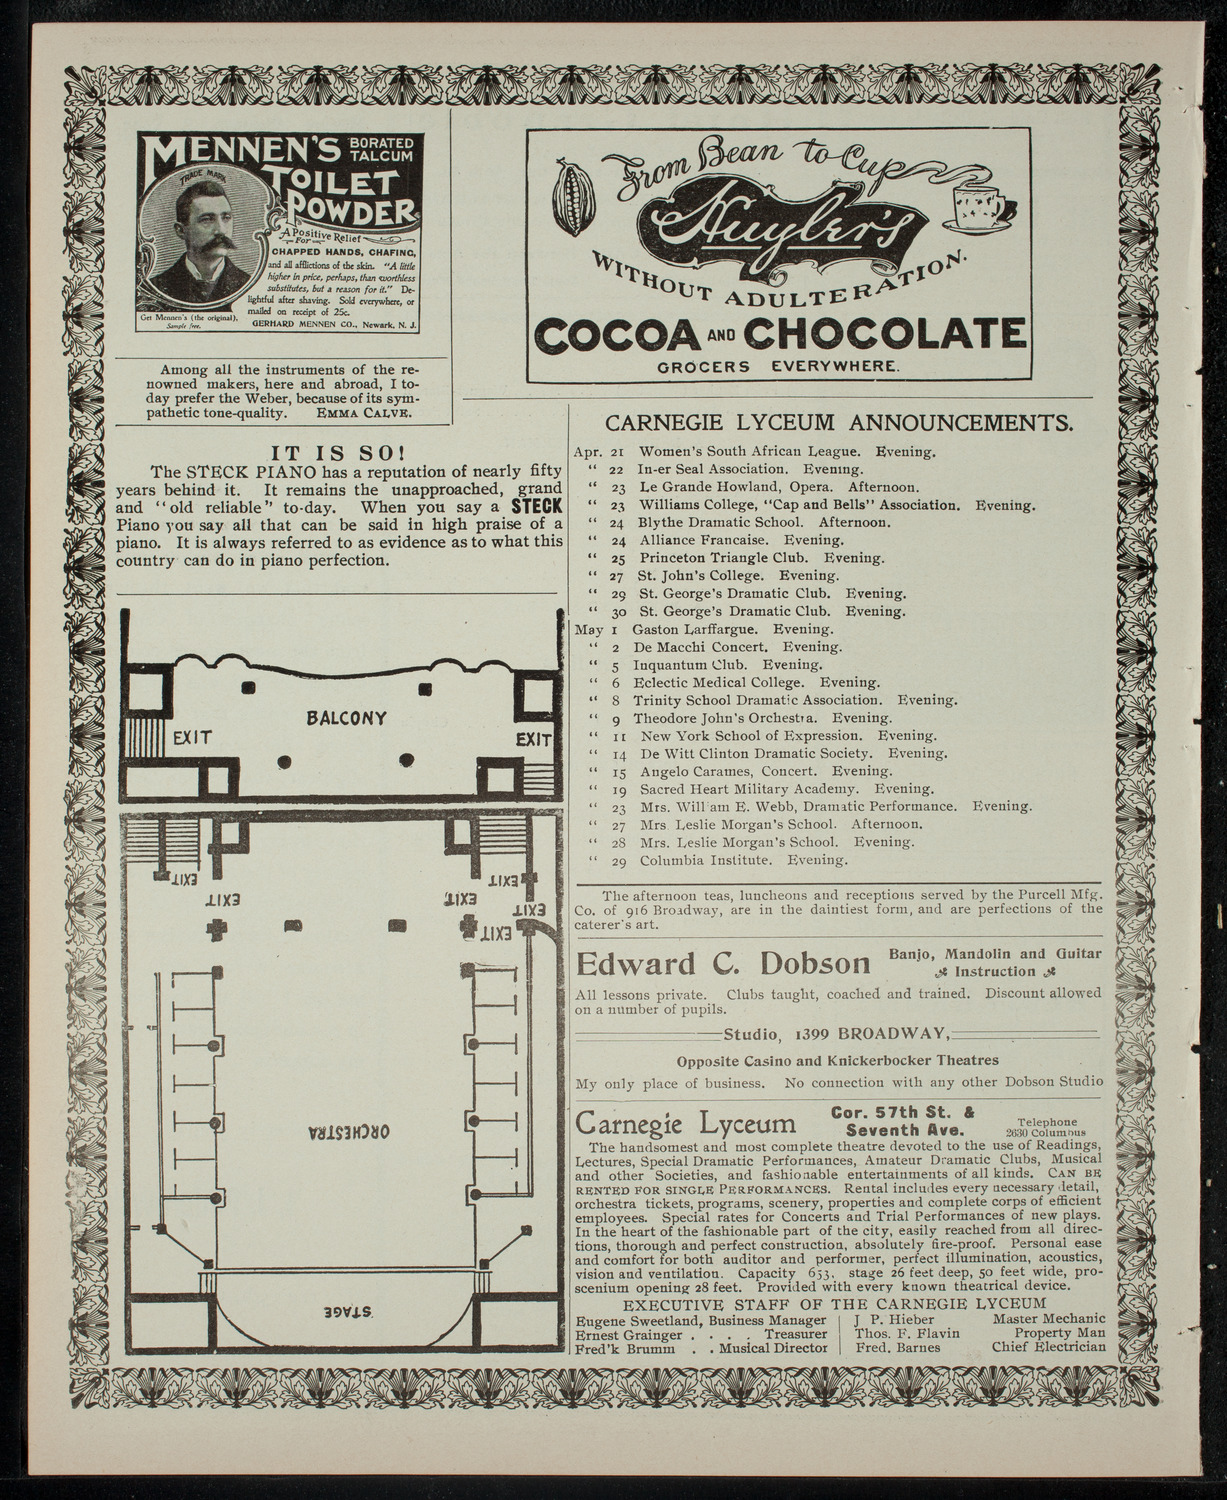 MENNEN'S BORATED TALCUM
TOILET
POWDER
TRADE MARK
A Positive Relief
For
CHAPPED HANDS, CHAFING,
and all afflictions of the skin. "A little
higher in price, perhaps, than worthless
substitutes, but a reason for it." De-
lightful after shaving. Sold everywhere, or
mailed on receipt of 25c.
Get Mennen's (the original),
Sample free.
GERHARD MENNEN CO., Newark, N. J.
From Bean to Cup
Huyler's
WITHOUT ADULTERATION.
COCOA AND CHOCOLATE
GROCERS EVERYWHERE.
Among all the instruments of the re-
nowned makers, here and abroad, I to-
day prefer the Weber, because of its sym-
pathetic tone-quality. EMMA CALVE.
IT IS SO!
The STECK PIANO has a reputation of nearly fifty
years behind it. It remains the unapproached, grand
and "old reliable" to-day. When you say a STECK
Piano you say all that can be said in high praise of a
piano. It is always referred to as evidence as to what this
country can do in piano perfection.
BALCONY
EXIT
EXIT
EXIT
EXIT
EXIT
EXIT
EXIT
EXIT
ORCHESTRA
STAGE.
CARNEGIE LYCEUM ANNOUNCEMENTS.
Apr. 21 Women's South African League. Evening.
" 22 In-er Seal Association. Evening.
" 23 Le Grande Howland, Opera. Afternoon.
" 23 Williams College, "Cap and Bells" Association. Evening.
" 24 Blythe Dramatic School. Afternoon.
" 24 Alliance Francaise. Evening.
" 25 Princeton Triangle Club. Evening.
" 27 St. John's College. Evening.
" 29 St. George's Dramatic Club. Evening.
" 30 St. George's Dramatic Club. Evening.
May 1 Gaston Larffargue. Evening.
" 2 De Macchi Concert. Evening.
" 5 Inquantum Club. Evening.
" 6 Eclectic Medical College. Evening.
" 8 Trinity School Dramatic Association. Evening.
" 9 Theodore John's Orchestra. Evening.
" 11 New York School of Expression. Evening.
" 14 De Witt Clinton Dramatic Society. Evening.
" 15 Angelo Carames, Concert. Evening.
" 19 Sacred Heart Military Academy. Evening.
" 23 Mrs. William E. Webb, Dramatic Performance. Evening.
" 27 Mrs. Leslie Morgan's School. Afternoon.
" 28 Mrs. Leslie Morgan's School. Evening.
" 29 Columbia Institute. Evening.
The afternoon teas, luncheons and receptions served by the Purcell Mfg.
Co. of 916 Broadway, are in the daintiest form, and are perfections of the
caterer's art.
Edward C. Dobson Banjo, Mandolin and Guitar
Instruction
All lessons private. Clubs taught, coached and trained. Discount allowed
on a number of pupils.
Studio, 1399 BROADWAY,
Opposite Casino and Knickerbocker Theatres
My only place of business. No connection with any other Dobson Studio
Carnegie Lyceum Cor. 57th St. & Seventh Ave. Telephone 2630 Columbus
The handsomest and most complete theatre devoted to the use of Readings,
Lectures, Special Dramatic Performances, Amateur Dramatic Clubs, Musical
and other Societies, and fashionable entertainments of all kinds. CAN BE
RENTED FOR SINGLE PERFORMANCES. Rental includes every necessary detail,
orchestra tickets, programs, scenery, properties and complete corps of efficient
employees. Special rates for Concerts and Trial Performances of new plays.
In the heart of the fashionable part of the city, easily reached from all direc-
tions, thorough and perfect construction, absolutely fire-proof. Personal ease
and comfort for both auditor and performer, perfect illumination, acoustics,
vision and ventilation. Capacity 653, stage 26 feet deep, 50 feet wide, pro-
scenium opening 28 feet. Provided with every known theatrical device.
EXECUTIVE STAFF OF THE CARNEGIE LYCEUM
Eugene Sweetland, Business Manager J. P. Hieber Master Mechanic
Ernest Grainger . . . . Treasurer Thos. F. Flavin Property Man
Fred'k Brumm . . Musical Director Fred. Barnes Chief Electrician